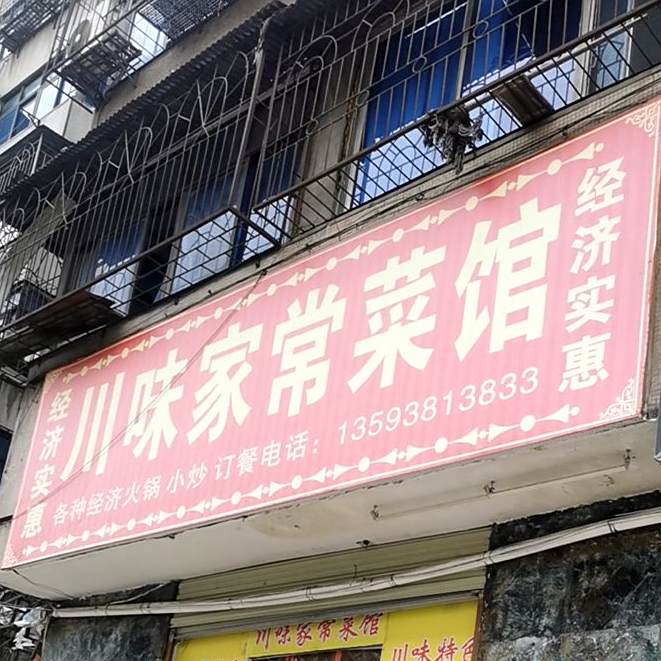 经济实惠
川味家常菜馆
经济实惠
各种经济火锅 小炒 订餐电话：13593813833
川味家常菜馆
川味特色